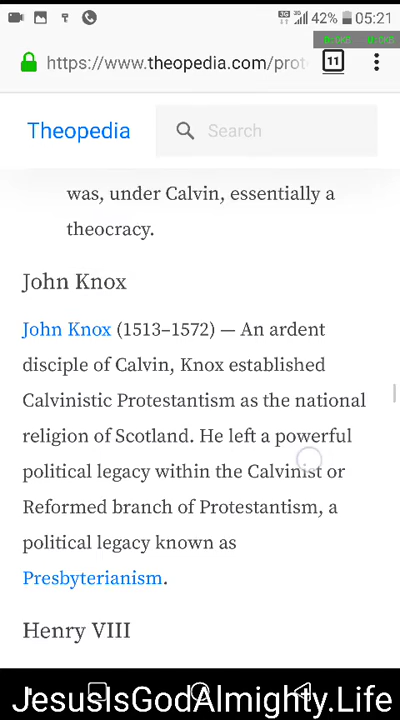 3G 42% 05:21
https://www.theopedia.com/prot 11
Theopedia Search
was, under Calvin, essentially a
theocracy.
John Knox
John Knox (1513–1572) — An ardent
disciple of Calvin, Knox established
Calvinistic Protestantism as the national
religion of Scotland. He left a powerful
political legacy within the Calvinist or
Reformed branch of Protestantism, a
political legacy known as
Presbyterianism.
Henry VIII
JesusIsGodAlmighty.Life